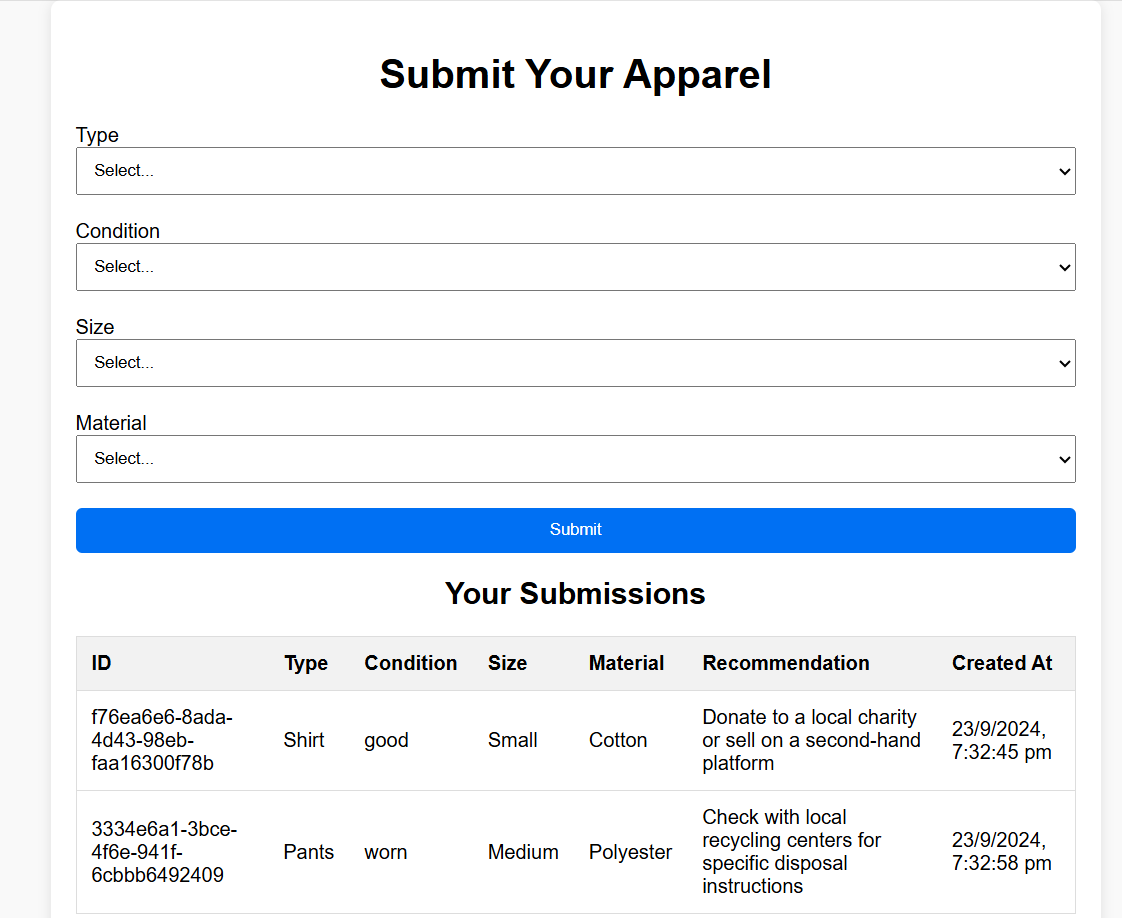 Submit Your Apparel
Type
Select...
Condition
Select...
Size
Select...
Material
Select...
Submit
Your Submissions
ID Type Condition Size Material Recommendation Created At
f76ea6e6-8ada-
4d43-98eb-
faa16300f78b
Shirt
good
Small
Cotton
Donate to a local charity
or sell on a second-hand
platform
23/9/2024,
7:32:45 pm
3334e6a1-3bce-
4f6e-941f-
6cbbb6492409
Pants
worn
Medium
Polyester
Check with local
recycling centers for
specific disposal
instructions
23/9/2024,
7:32:58 pm